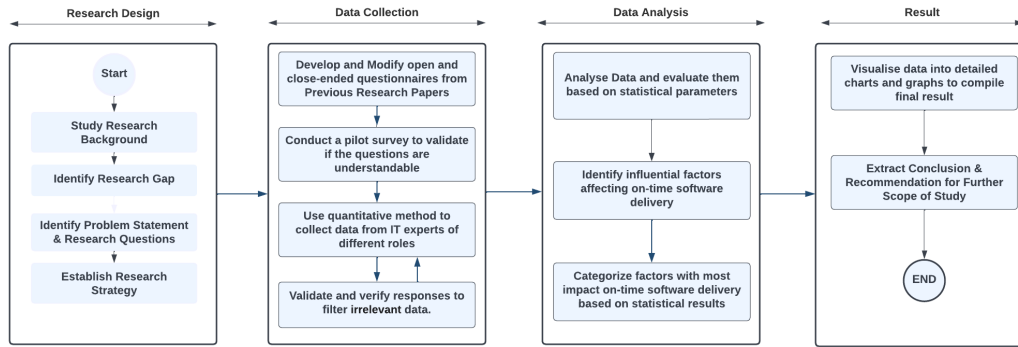 Research Design
Start
Study Research
Background
Identify Research Gap
Identify Problem Statement
& Research Questions
Establish Research
Strategy
Data Collection
Develop and Modify open and
close-ended questionnaires from
Previous Research Papers
Conduct a pilot survey to validate
if the questions are
understandable
Use quantitative method to
collect data from IT experts of
different roles
Validate and verify responses to
filter irrelevant data.
Data Analysis
Analyse Data and evaluate them
based on statistical parameters
Identify influential factors
affecting on-time software
delivery
Categorize factors with most
impact on-time software delivery
based on statistical results
Result
Visualise data into detailed
charts and graphs to compile
final result
Extract Conclusion &
Recommendation for Further
Scope of Study
END